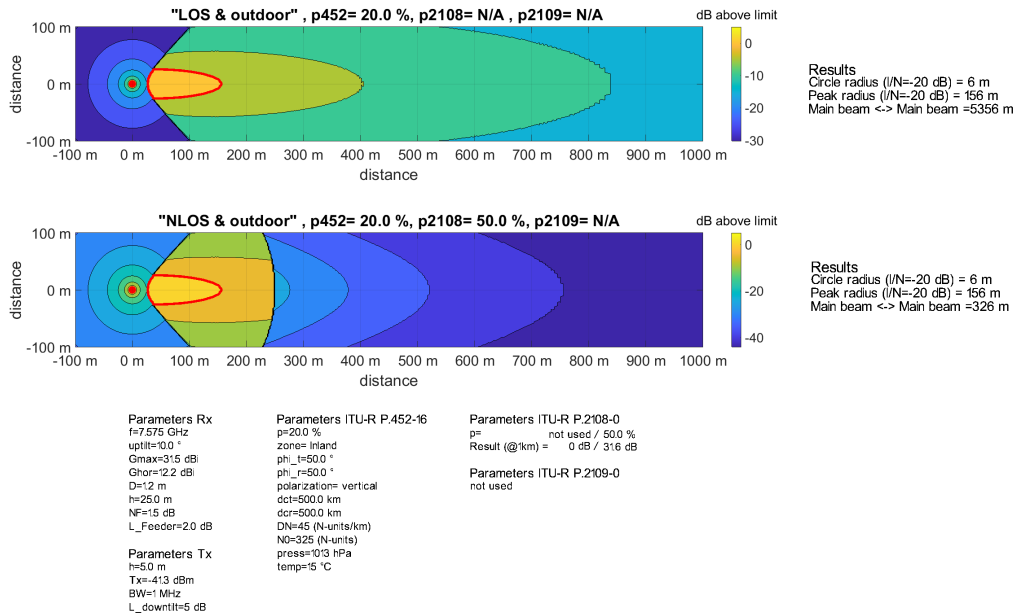 "LOS & outdoor" , p452= 20.0 %, p2108= N/A , p2109= N/A
dB above limit
100 m
0 m
-100 m
distance
-100 m 0 m 100 m 200 m 300 m 400 m 500 m 600 m 700 m 800 m 900 m 1000 m
distance
0
-10
-20
-30
Results
Circle radius (I/N=-20 dB) = 6 m
Peak radius (I/N=-20 dB) = 156 m
Main beam <-> Main beam =5356 m
"NLOS & outdoor" , p452= 20.0 %, p2108= 50.0 %, p2109= N/A
dB above limit
100 m
0 m
-100 m
distance
-100 m 0 m 100 m 200 m 300 m 400 m 500 m 600 m 700 m 800 m 900 m 1000 m
distance
0
-20
-40
Results
Circle radius (I/N=-20 dB) = 6 m
Peak radius (I/N=-20 dB) = 156 m
Main beam <-> Main beam =326 m
Parameters Rx
f=7.575 GHz
uptilt=10.0 °
Gmax=31.5 dBi
Ghor=12.2 dBi
D=1.2 m
h=25.0 m
NF=1.5 dB
L_Feeder=2.0 dB
Parameters Tx
h=5.0 m
Tx=-41.3 dBm
BW=1 MHz
L_downtilt=5 dB
Parameters ITU-R P.452-16
p=20.0 %
zone= Inland
phi_t=50.0 °
phi_r=50.0 °
polarization= vertical
dct=500.0 km
dcr=500.0 km
DN=45 (N-units/km)
N0=325 (N-units)
press=1013 hPa
temp=15 °C
Parameters ITU-R P.2108-0
p= not used / 50.0 %
Result (@1km) = 0 dB / 31.6 dB
Parameters ITU-R P.2109-0
not used